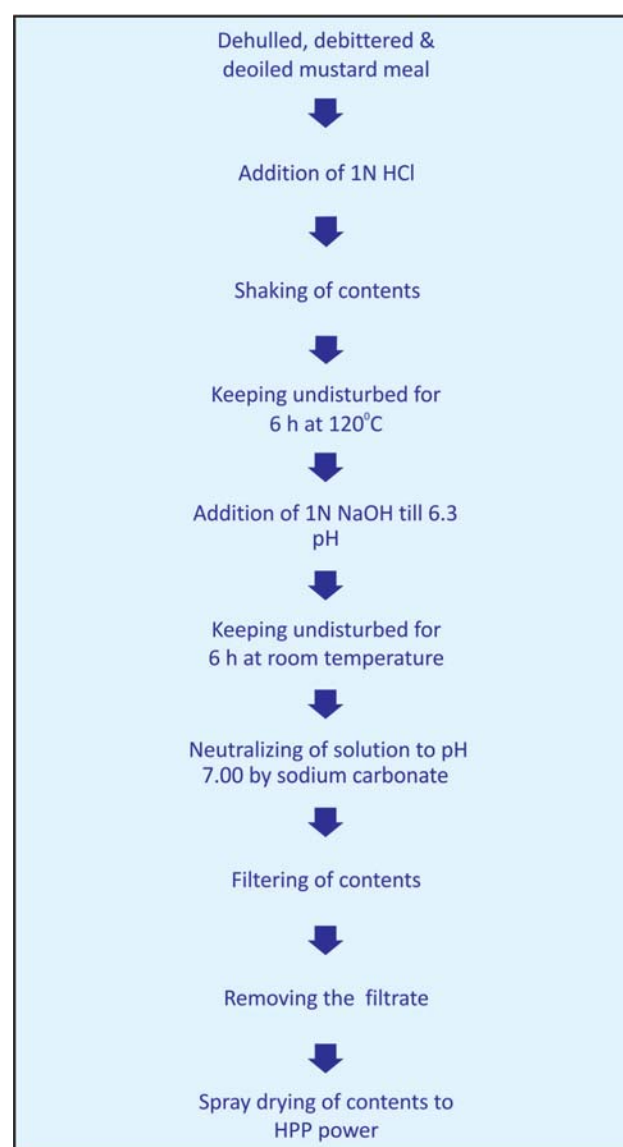 Dehulled, debittered &
deoiled mustard meal
Addition of 1N HCl
Shaking of contents
Keeping undisturbed for
6 h at 120⁰C
Addition of 1N NaOH till 6.3
pH
Keeping undisturbed for
6 h at room temperature
Neutralizing of solution to pH
7.00 by sodium carbonate
Filtering of contents
Removing the filtrate
Spray drying of contents to
HPP power